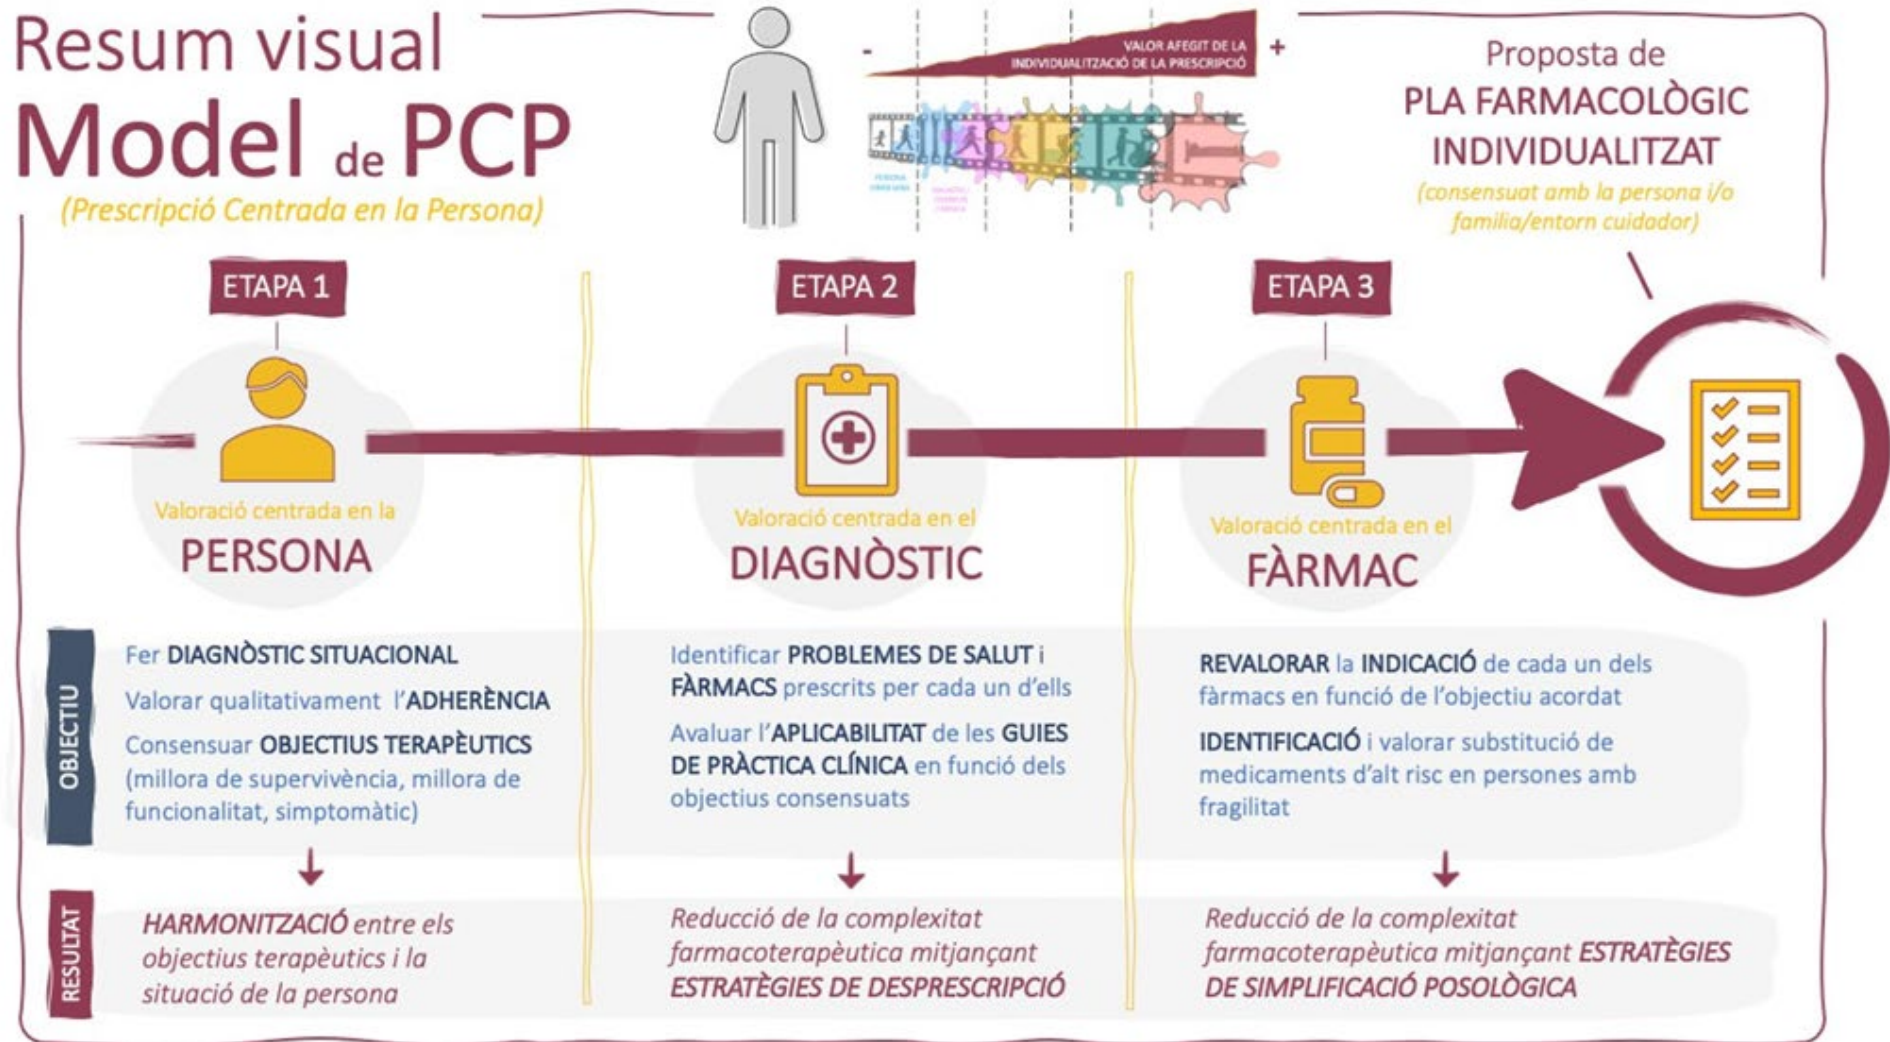 Resum visual
Model de PCP
(Prescripció Centrada en la Persona)
-
VALOR AFEGIT DE LA
INDIVIDUALITZACIÓ DE LA PRESCRIPCIÓ
+
Proposta de
PLA FARMACOLÒGIC
INDIVIDUALITZAT
(consensuat amb la persona i/o
familia/entorn cuidador)
ETAPA 1
Valoració centrada en la
PERSONA
ETAPA 2
Valoració centrada en el
DIAGNÒSTIC
ETAPA 3
Valoració centrada en el
FÀRMAC
OBJECTIU
Fer DIAGNÒSTIC SITUACIONAL
Valorar qualitativament l'ADHERÈNCIA
Consensuar OBJECTIUS TERAPÈUTICS
(millora de supervivència, millora de
funcionalitat, simptomàtic)
Identificar PROBLEMES DE SALUT i
FÀRMACS prescrits per cada un d'ells
Avaluar l'APLICABILITAT de les GUIES
DE PRÀCTICA CLÍNICA en funció dels
objectius consensuats
REVALORAR la INDICACIÓ de cada un dels
fàrmacs en funció de l'objectiu acordat
IDENTIFICACIÓ i valorar substitució de
medicaments d'alt risc en persones amb
fragilitat
RESULTAT
HARMONITZACIÓ entre els
objectius terapèutics i la
situació de la persona
Reducció de la complexitat
farmacoterapèutica mitjançant
ESTRATÈGIES DE DESPRESCRIPCIÓ
Reducció de la complexitat
farmacoterapèutica mitjançant ESTRATÈGIES
DE SIMPLIFICACIÓ POSOLÒGICA